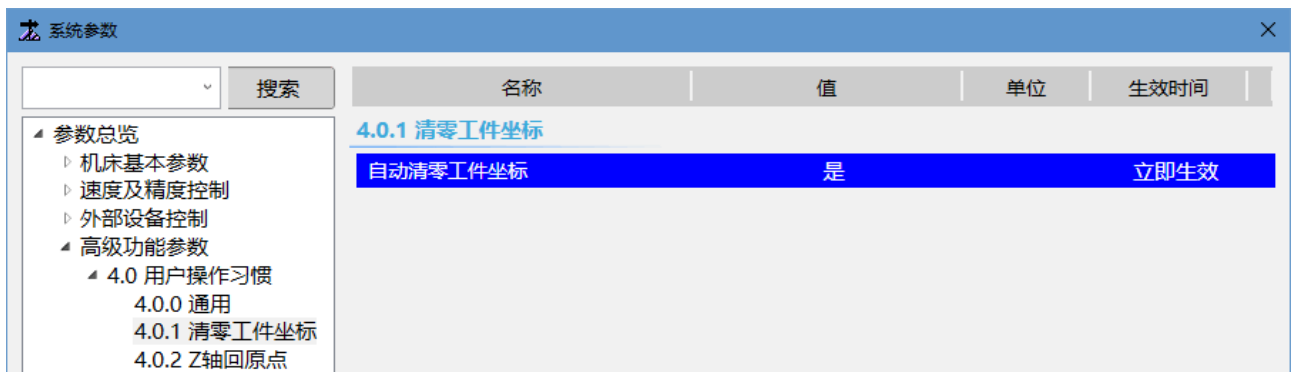 系统参数
搜索
名称 值 单位 生效时间
参数总览
机床基本参数
速度及精度控制
外部设备控制
高级功能参数
4.0 用户操作习惯
4.0.0 通用
4.0.1 清零工件坐标
4.0.2 Z轴回原点
4.0.1 清零工件坐标
自动清零工件坐标 是 立即生效